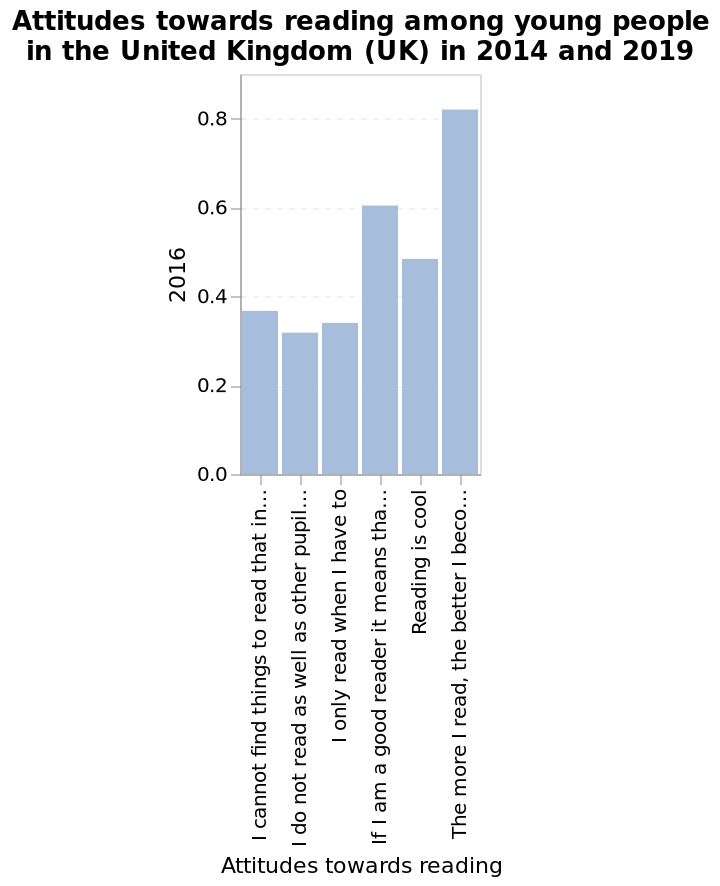 Attitudes towards reading among young people
in the United Kingdom (UK) in 2014 and 2019
2016
0.8
0.6
0.4
0.2
0.0
I cannot find things to read that in…
I do not read as well as other pupil…
I only read when I have to
If I am a good reader it means tha…
Reading is cool
The more I read, the better I beco…
Attitudes towards reading